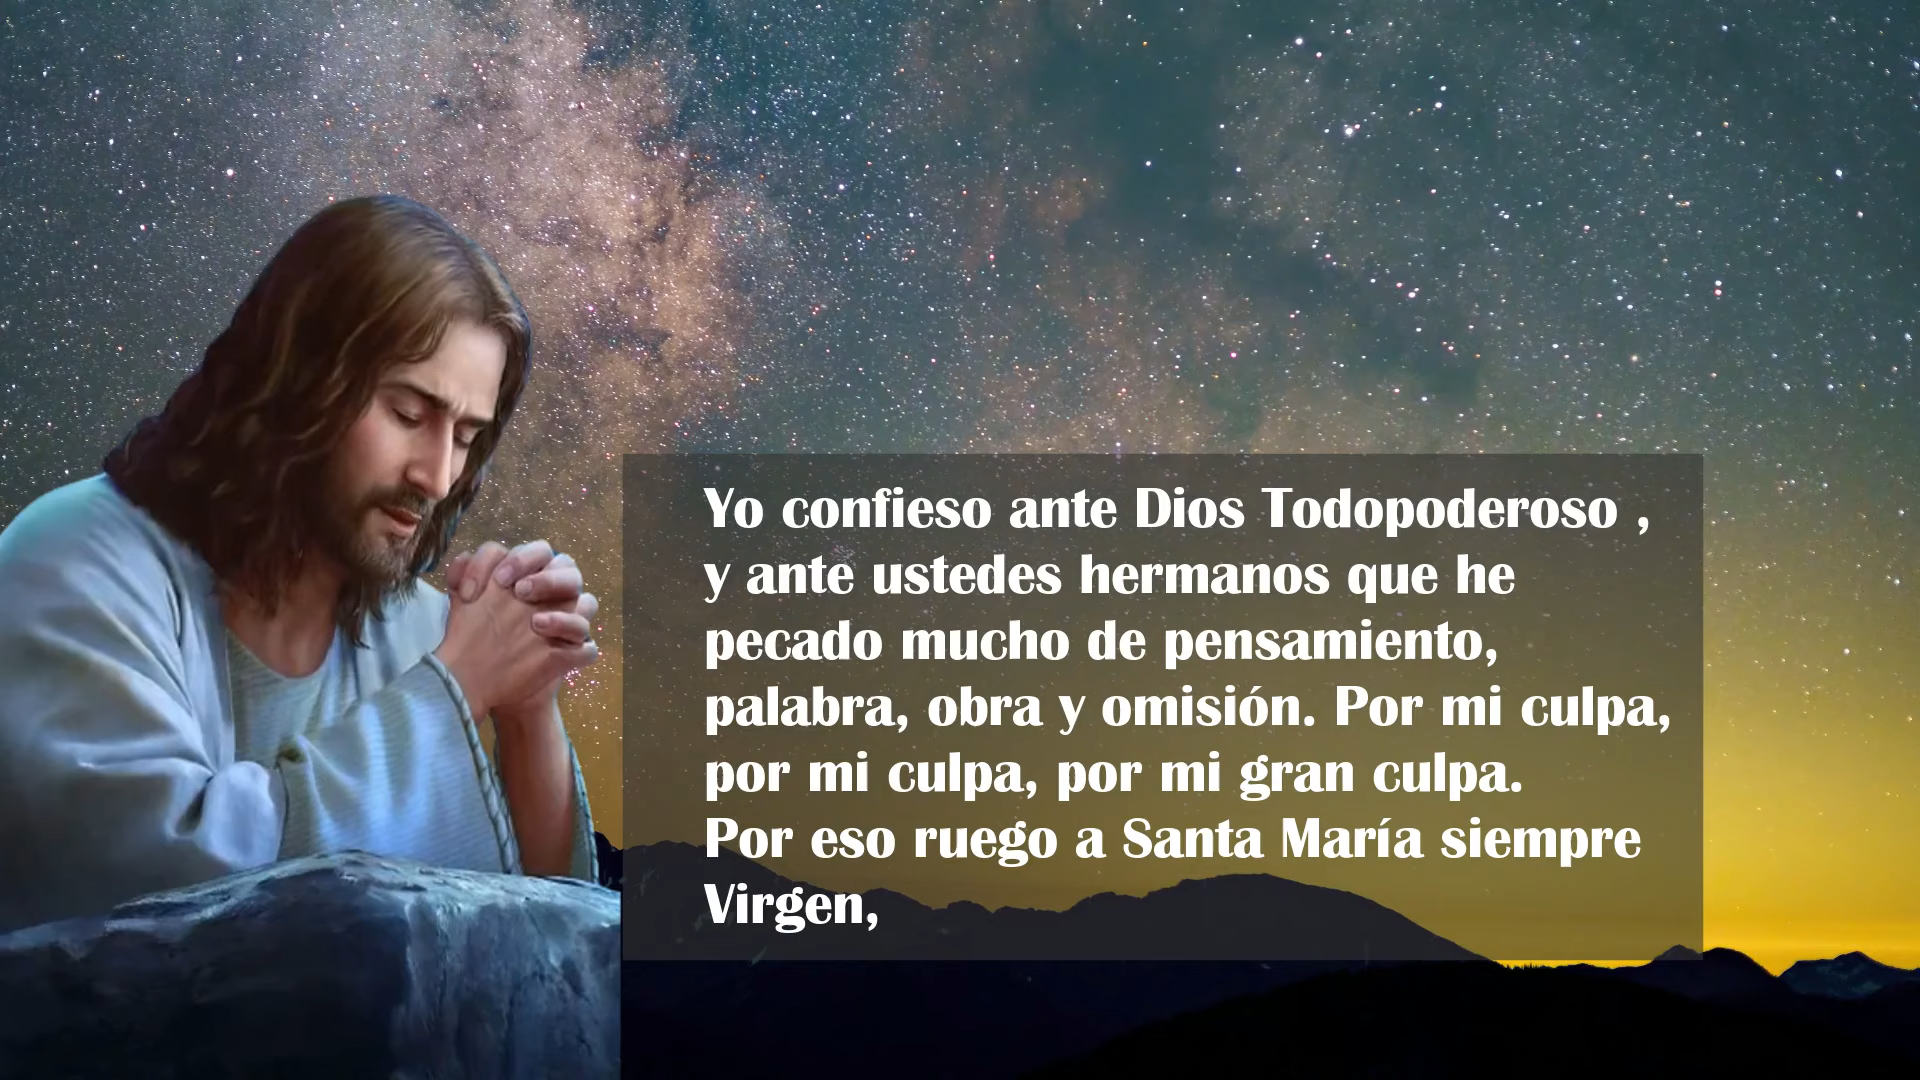 Yo confieso ante Dios Todopoderoso ,
y ante ustedes hermanos que he
pecado mucho de pensamiento,
palabra, obra y omisión. Por mi culpa,
por mi culpa, por mi gran culpa.
Por eso ruego a Santa María siempre
Virgen,